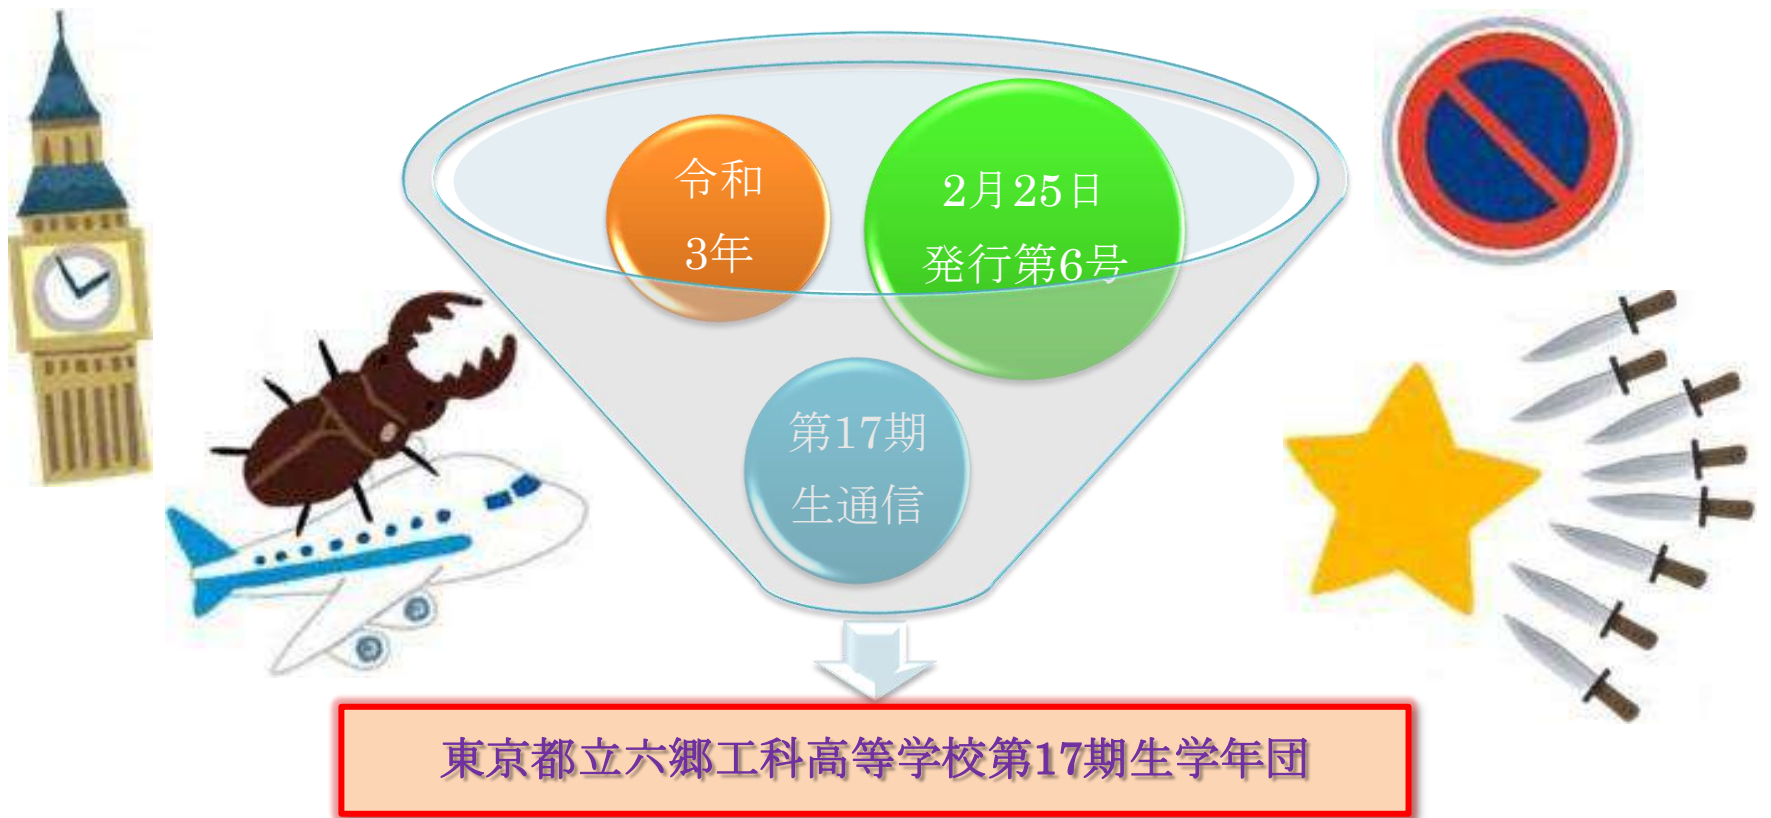 令和
3年
2月25日
発行第6号
第17期
生通信
東京都立六郷工科高等学校第17期生学年団